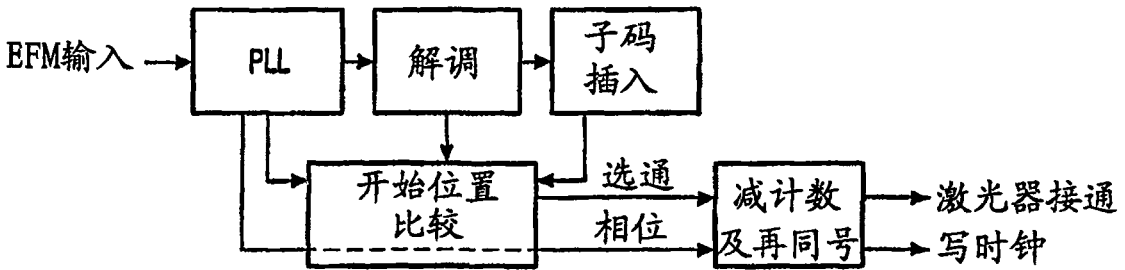 EFM输入
PLL
解调
子码
插入
开始位置
比较
选通
相位
减计数
及再同号
激光器接通
写时钟